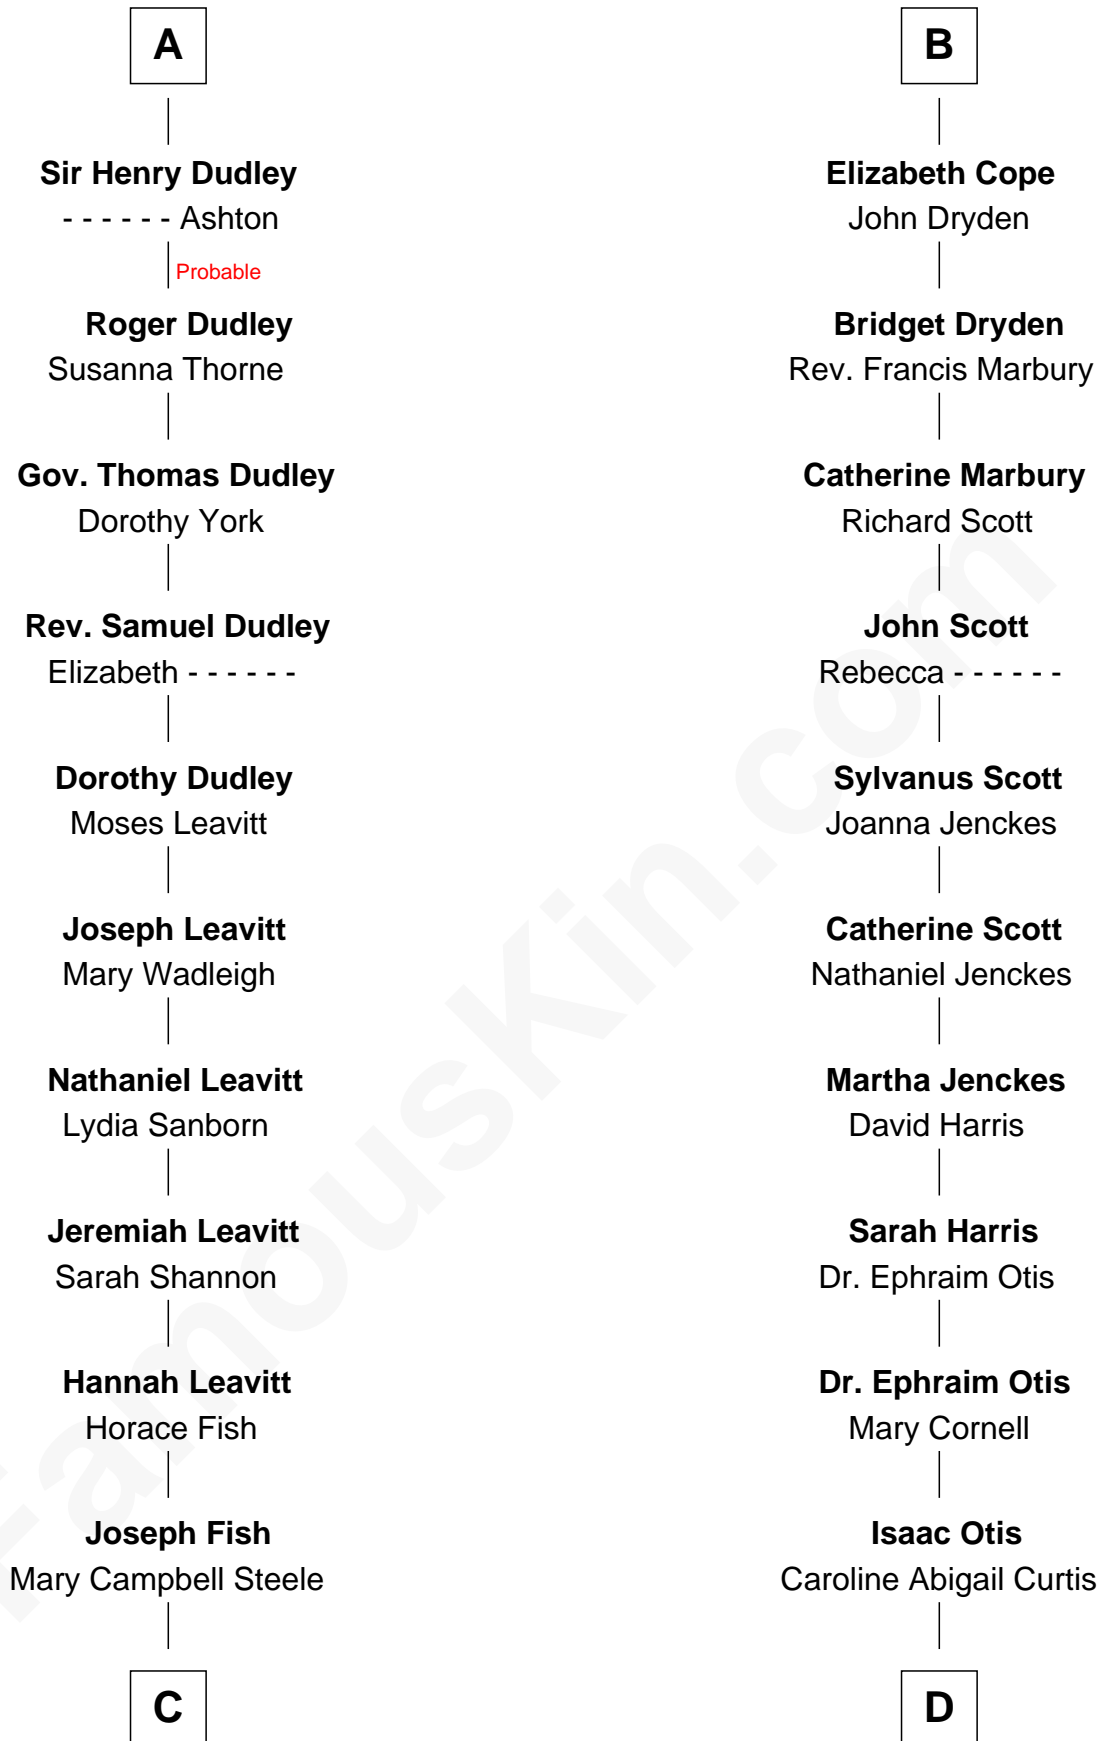 A
Sir Henry Dudley
- - - - - - Ashton
Probable
Roger Dudley
Susanna Thorne
Gov. Thomas Dudley
Dorothy York
Rev. Samuel Dudley
Elizabeth - - - - - -
Dorothy Dudley
Moses Leavitt
Joseph Leavitt
Mary Wadleigh
Nathaniel Leavitt
Lydia Sanborn
Jeremiah Leavitt
Sarah Shannon
Hannah Leavitt
Horace Fish
Joseph Fish
Mary Campbell Steele
C
B
Elizabeth Cope
John Dryden
Bridget Dryden
Rev. Francis Marbury
Catherine Marbury
Richard Scott
John Scott
Rebecca - - - - - -
Sylvanus Scott
Joanna Jenckes
Catherine Scott
Nathaniel Jenckes
Martha Jenckes
David Harris
Sarah Harris
Dr. Ephraim Otis
Dr. Ephraim Otis
Mary Cornell
Isaac Otis
Caroline Abigail Curtis
D
FamousKin.com